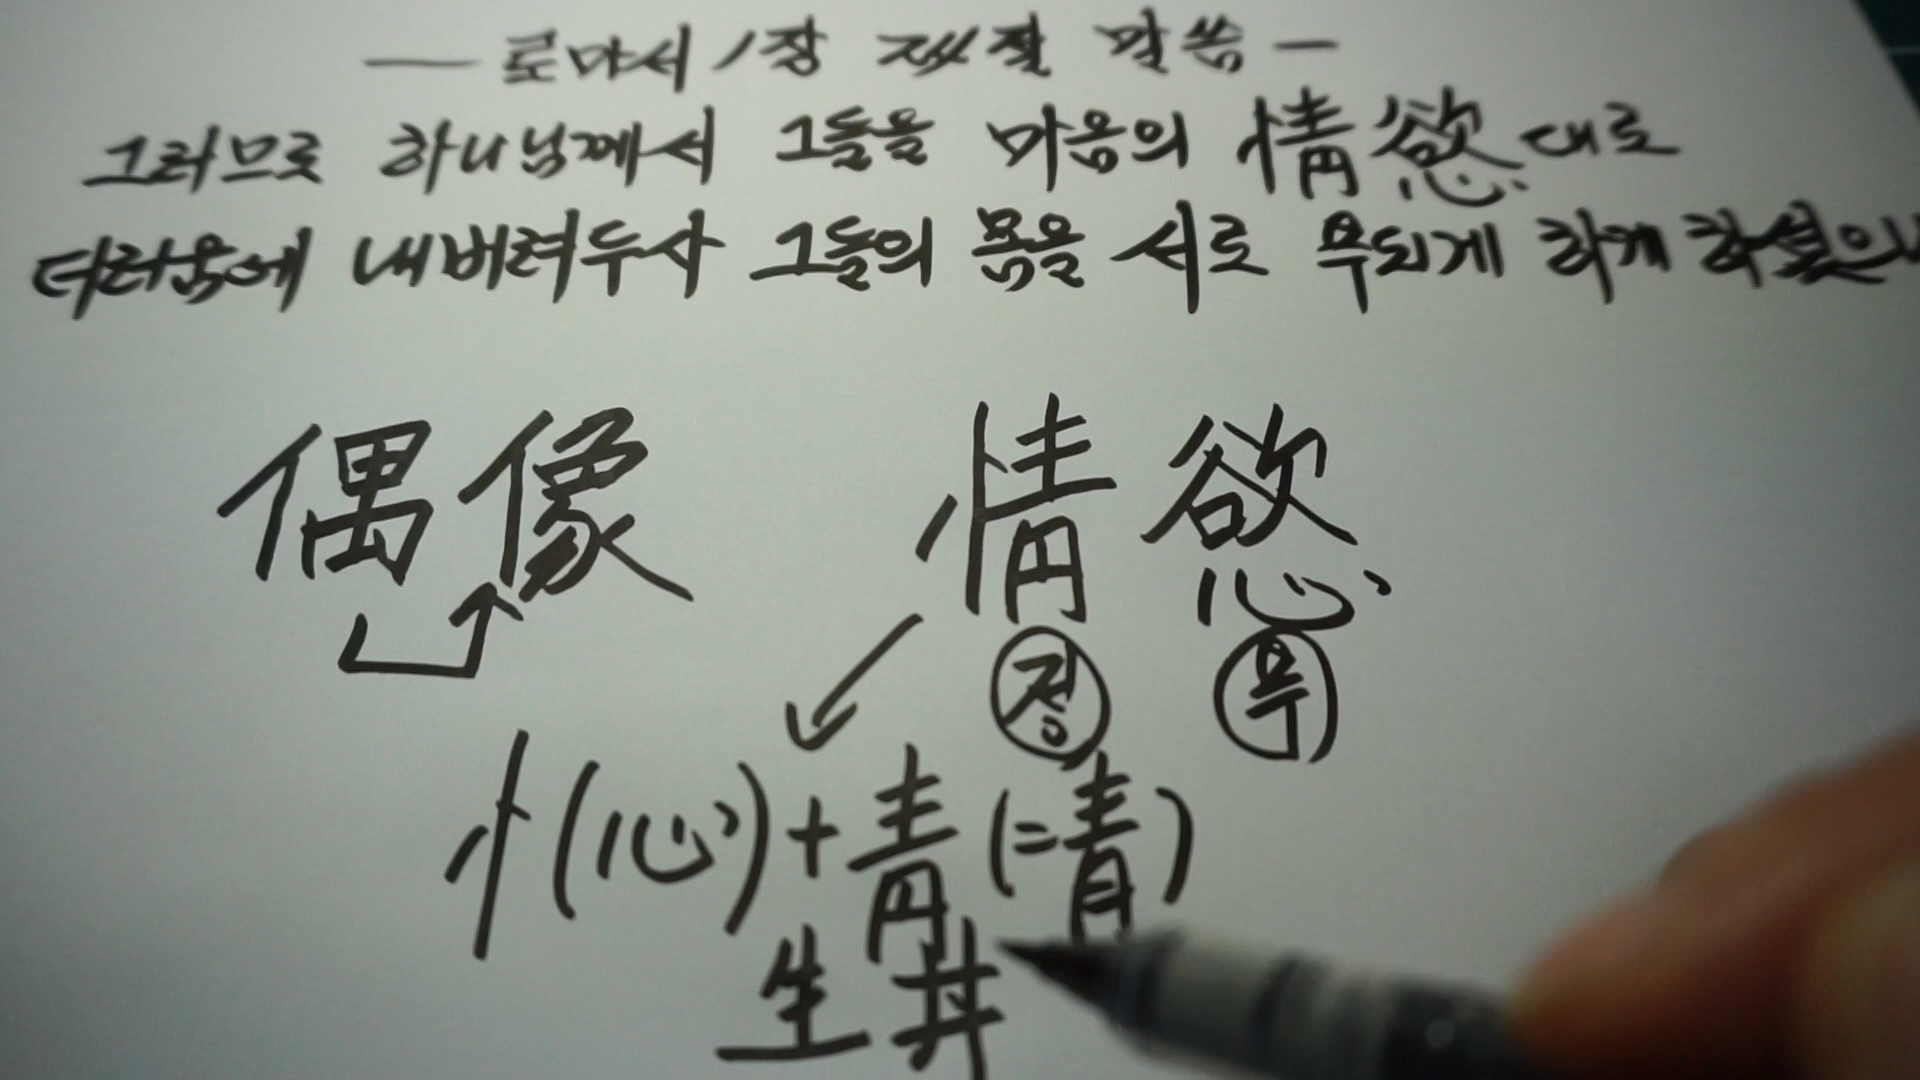 — 로마서 1장 24절 말씀 —
그러므로 하나님께서 그들을 마음의 情慾대로
더러움에 내버려두사 그들의 몸을 서로 욕되게 하게 하셨으니
偶像 情慾
정 욕
忄(心)+靑(=青)
生 丼